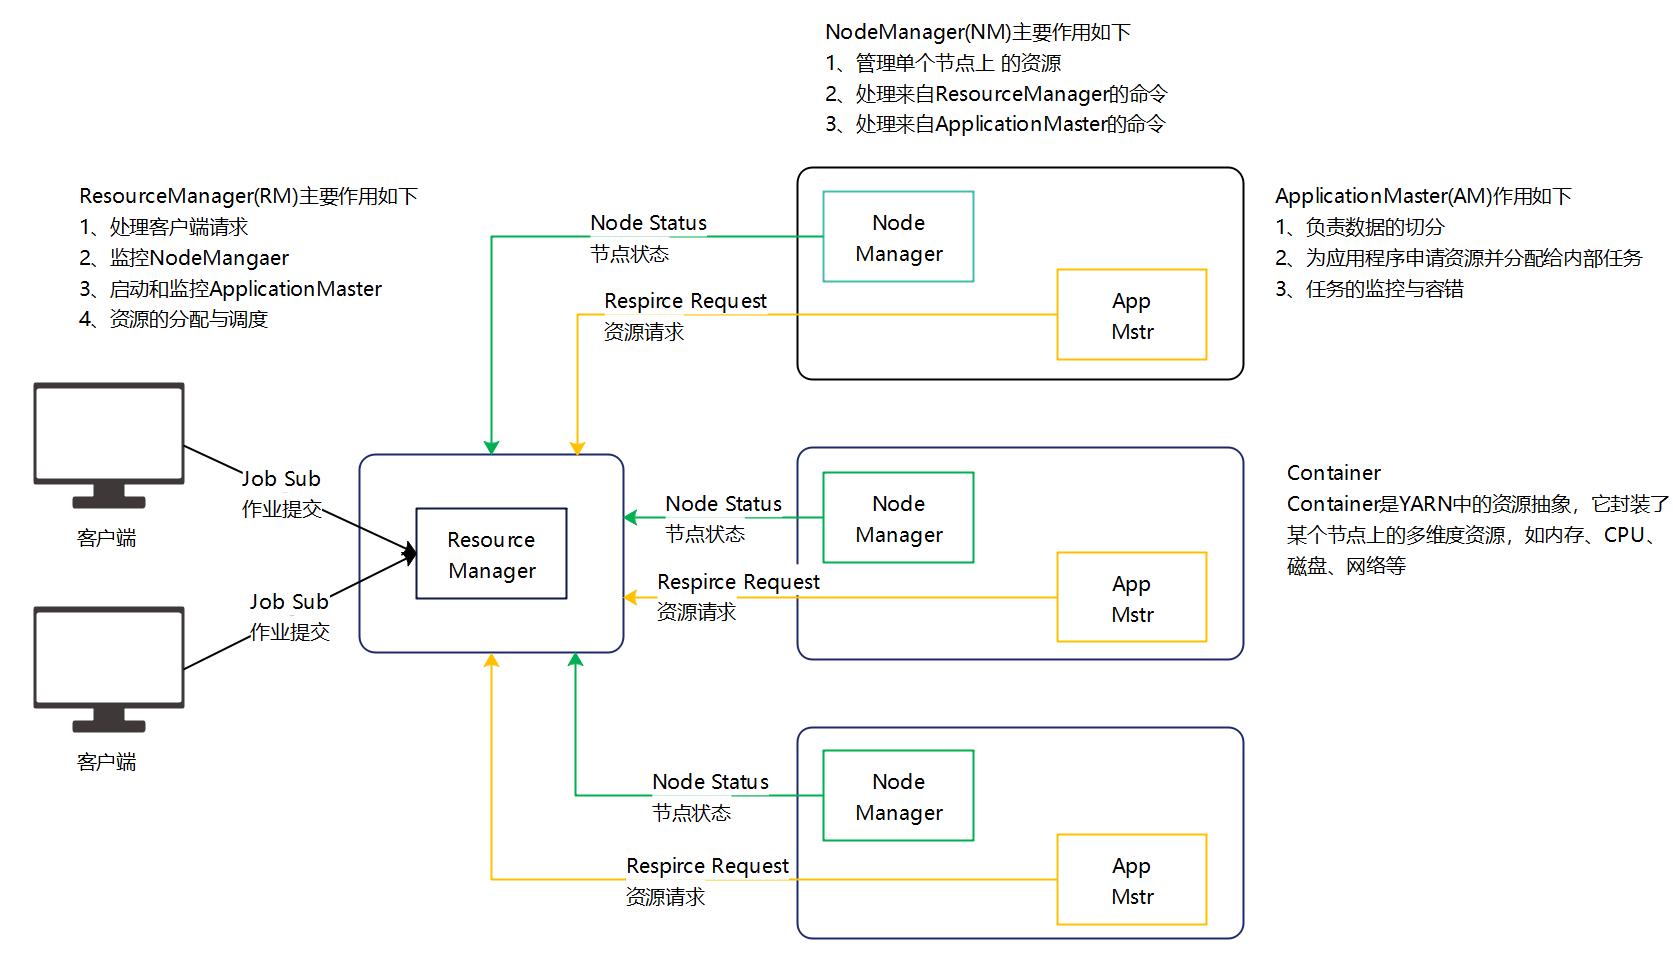 NodeManager(NM)主要作用如下
1、管理单个节点上 的资源
2、处理来自ResourceManager的命令
3、处理来自ApplicationMaster的命令
ResourceManager(RM)主要作用如下
1、处理客户端请求
2、监控NodeMangaer
3、启动和监控ApplicationMaster
4、资源的分配与调度
Node Status
节点状态
Node
Manager
Respirce Request
资源请求
App
Mstr
ApplicationMaster(AM)作用如下
1、负责数据的切分
2、为应用程序申请资源并分配给内部任务
3、任务的监控与容错
客户端
Job Sub
作业提交
Resource
Manager
Node Status
节点状态
Node
Manager
Respirce Request
资源请求
App
Mstr
Container
Container是YARN中的资源抽象，它封装了
某个节点上的多维度资源，如内存、CPU、
磁盘、网络等
Job Sub
作业提交
客户端
Node Status
节点状态
Node
Manager
Respirce Request
资源请求
App
Mstr